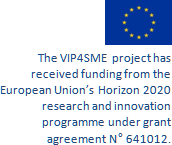 The VIP4SME project has
received funding from the
European Union's Horizon 2020
research and innovation
programme under grant
agreement N° 641012.